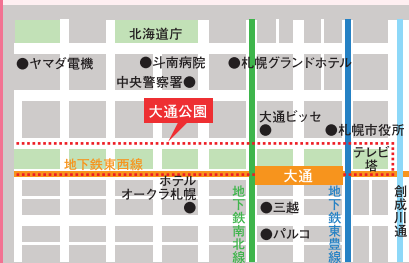 北海道庁
●ヤマダ電機
●斗南病院
●札幌グランドホテル
中央警察署●
大通公園
大通ビッセ
●札幌市役所
テレビ
塔
地下鉄東西線
大通
ホテル
オークラ札幌
地下鉄南北線
●三越
●パルコ
地下鉄東豊線
創成川通